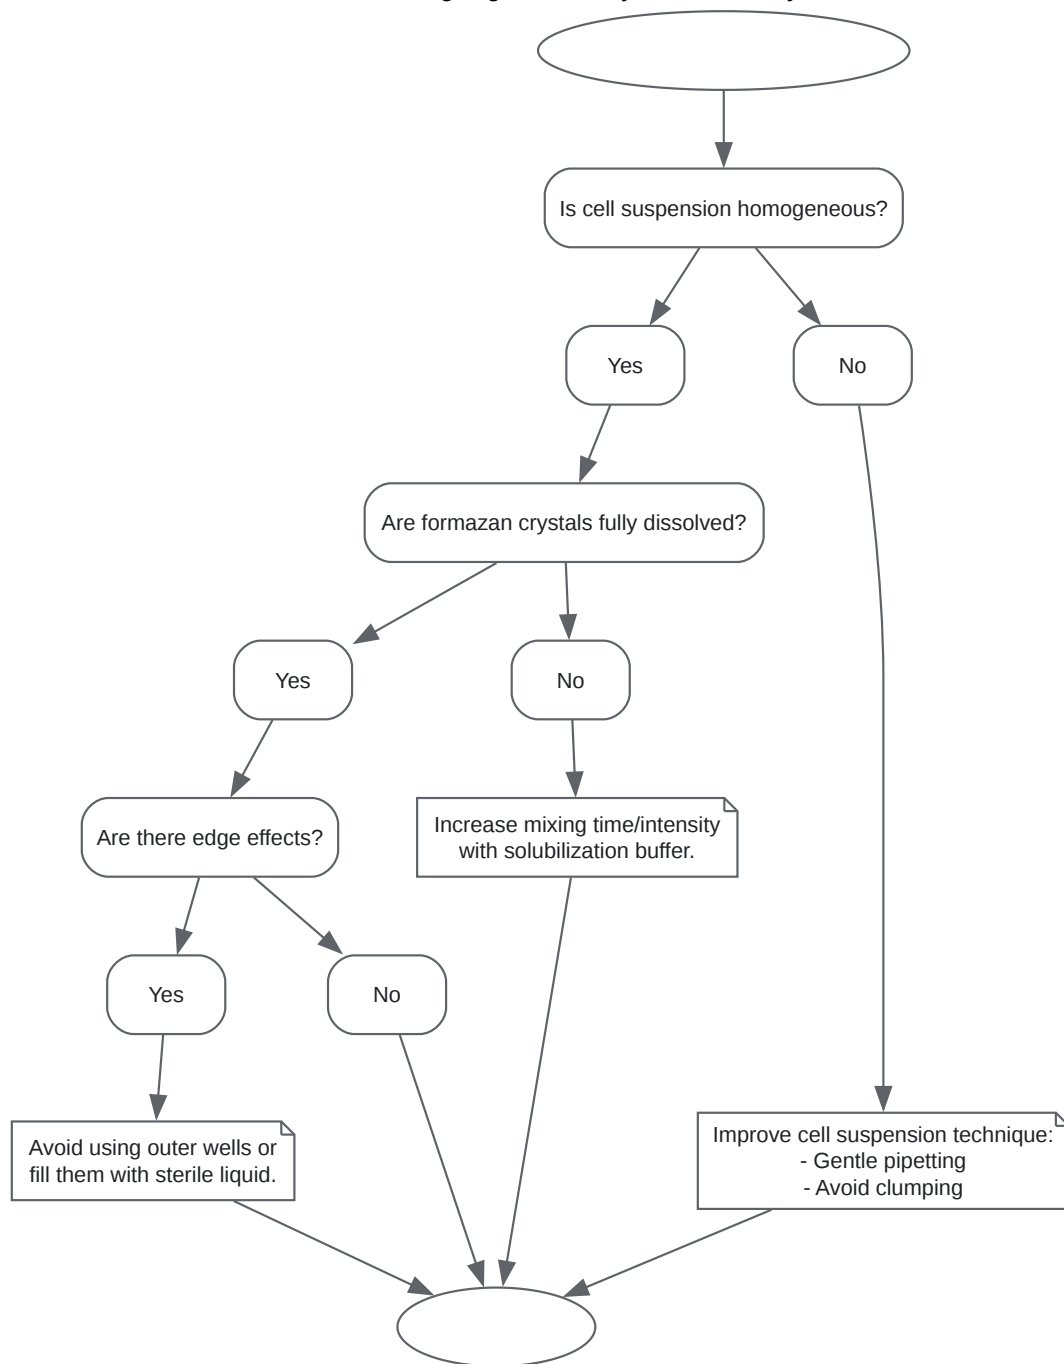 Is cell suspension homogeneous?
Yes
No
Are formazan crystals fully dissolved?
Yes
No
Are there edge effects?
Increase mixing time/intensity
with solubilization buffer.
Yes
No
Avoid using outer wells or
fill them with sterile liquid.
Improve cell suspension technique:
- Gentle pipetting
- Avoid clumping